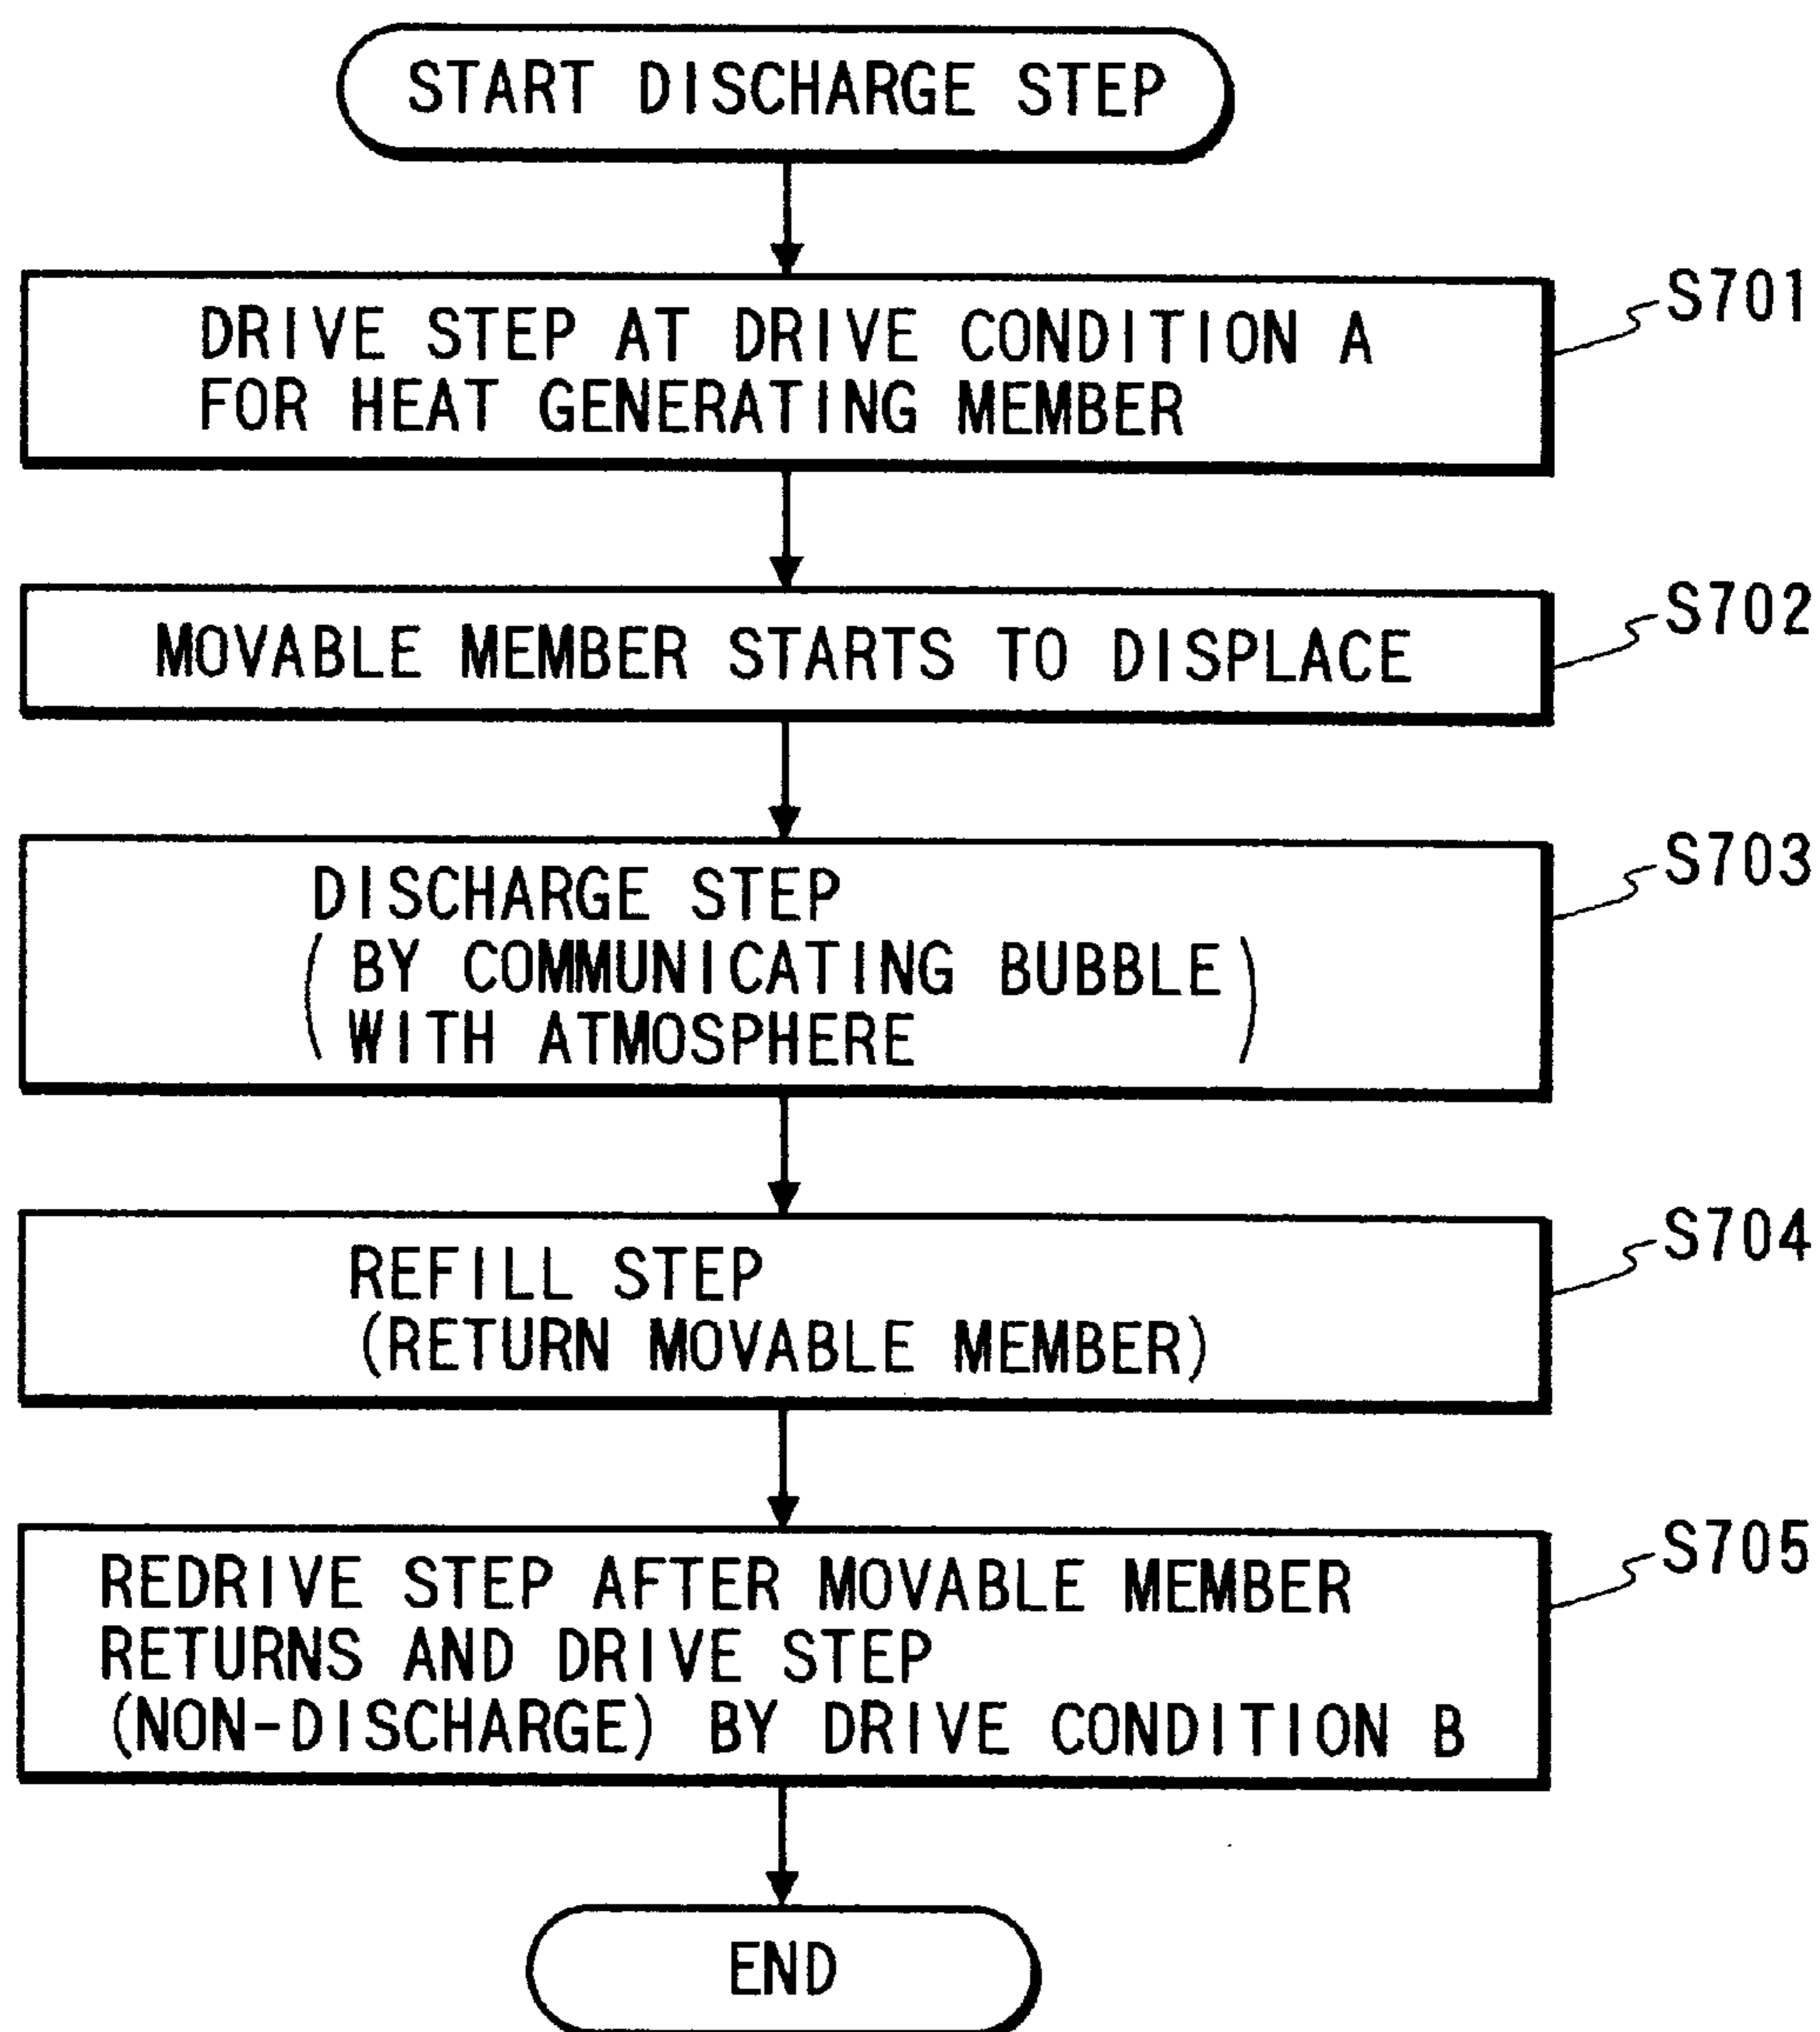 START DISCHARGE STEP
DRIVE STEP AT DRIVE CONDITION A
FOR HEAT GENERATING MEMBER
S701
MOVABLE MEMBER STARTS TO DISPLACE
S702
DISCHARGE STEP
(BY COMMUNICATING BUBBLE
WITH ATMOSPHERE)
S703
REFILL STEP
(RETURN MOVABLE MEMBER)
S704
REDRIVE STEP AFTER MOVABLE MEMBER
RETURNS AND DRIVE STEP
(NON-DISCHARGE) BY DRIVE CONDITION B
S705
END